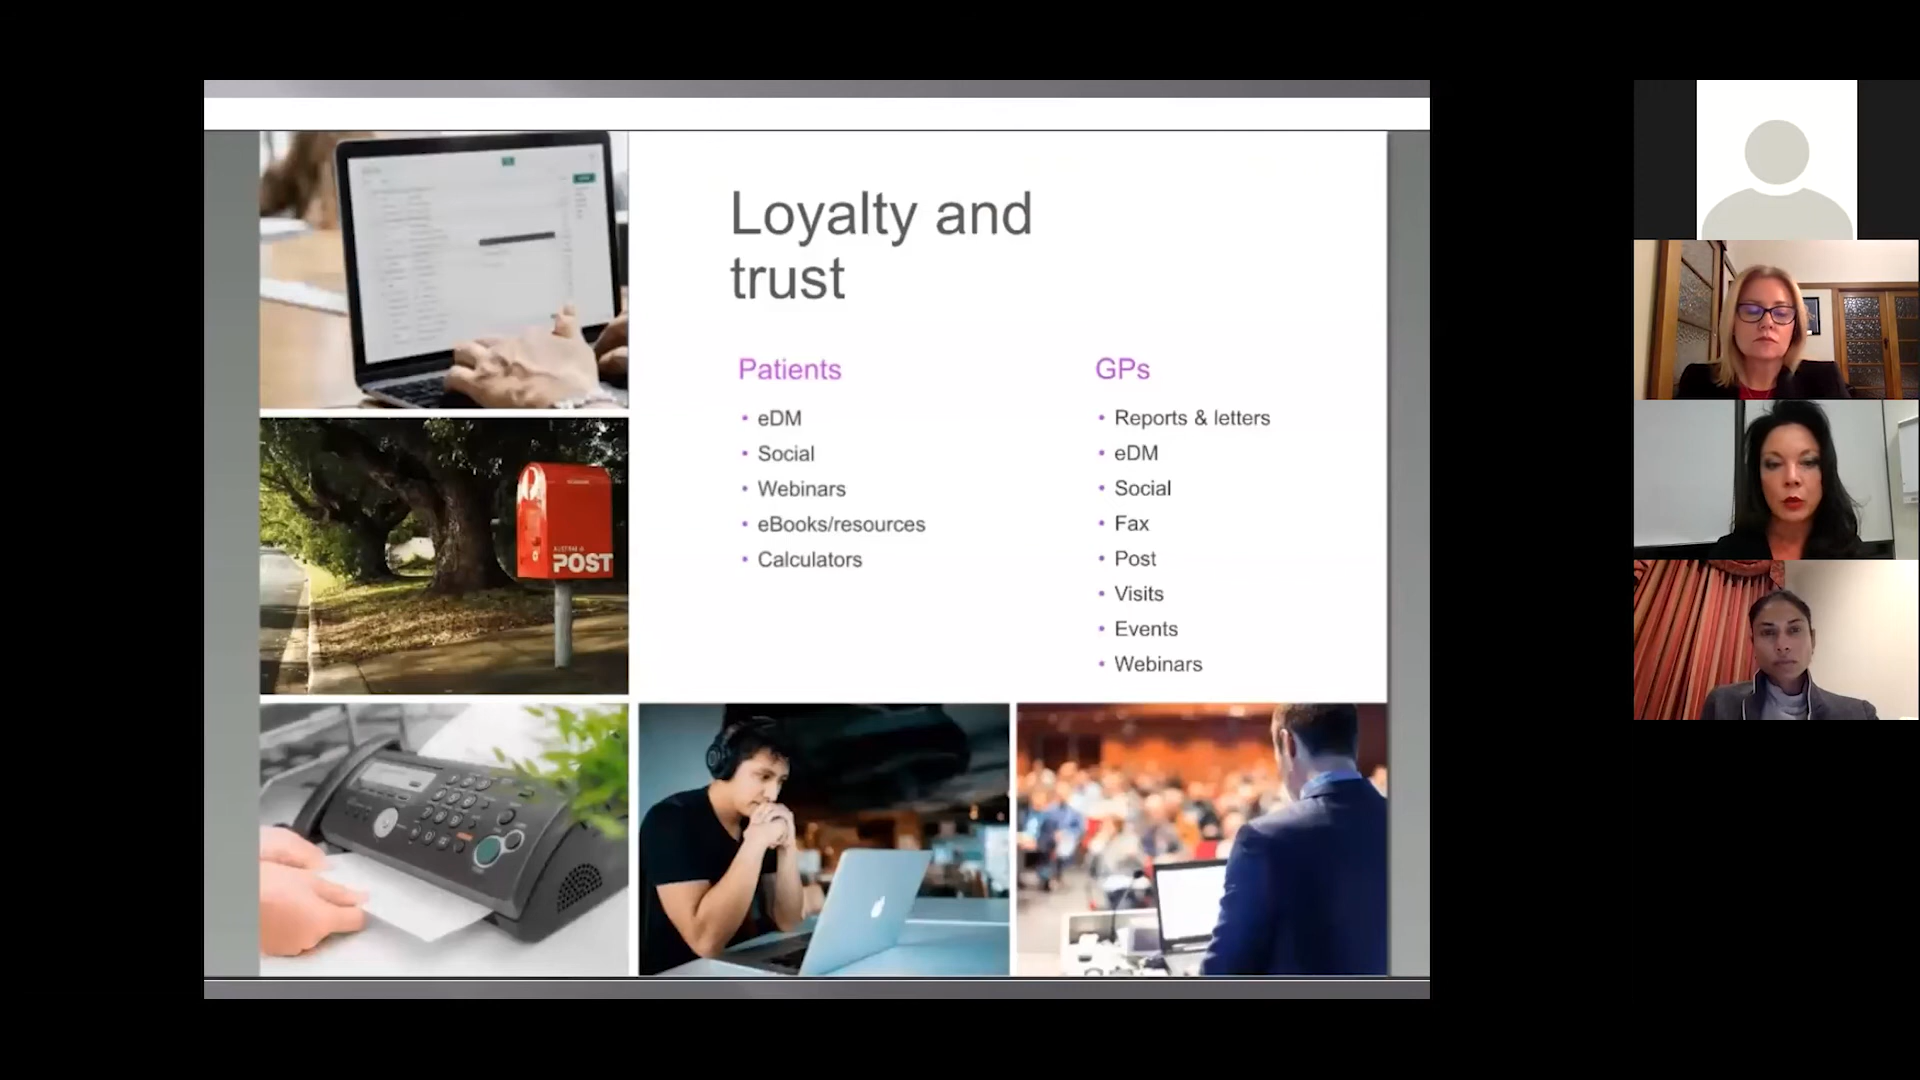 Loyalty and
trust
Patients
• eDM
• Social
• Webinars
• eBooks/resources
• Calculators
GPs
• Reports & letters
• eDM
• Social
• Fax
• Post
• Visits
• Events
• Webinars
AUSTRALIA
POST